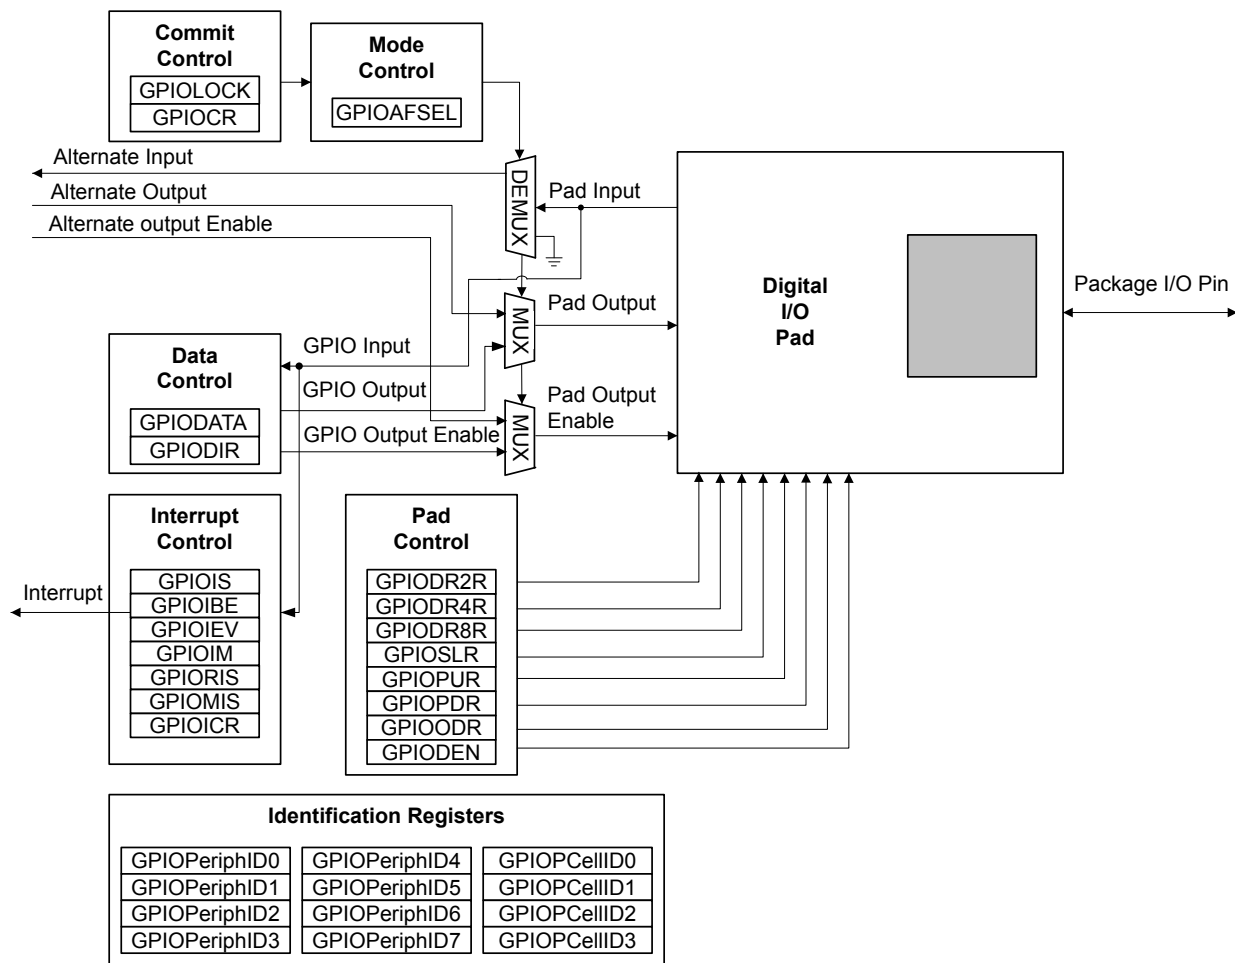 Commit
Control
GPIOLOCK
GPIOCR
Mode
Control
GPIOAFSEL
Alternate Input
Alternate Output
Alternate output Enable
DEMUX
Pad Input
Digital
I/O
Pad
Package I/O Pin
MUX
Pad Output
Data
Control
GPIODATA
GPIODIR
GPIO Input
GPIO Output
GPIO Output Enable
MUX
Pad Output
Enable
Interrupt
Control
GPIOIS
GPIOIBE
GPIOIEV
GPIOIM
GPIORIS
GPIOMIS
GPIOICR
Interrupt
Pad
Control
GPIODR2R
GPIODR4R
GPIODR8R
GPIOSLR
GPIOPUR
GPIOPDR
GPIOODR
GPIODEN
Identification Registers
GPIOPeriphID0
GPIOPeriphID1
GPIOPeriphID2
GPIOPeriphID3
GPIOPeriphID4
GPIOPeriphID5
GPIOPeriphID6
GPIOPeriphID7
GPIOPCellID0
GPIOPCellID1
GPIOPCellID2
GPIOPCellID3